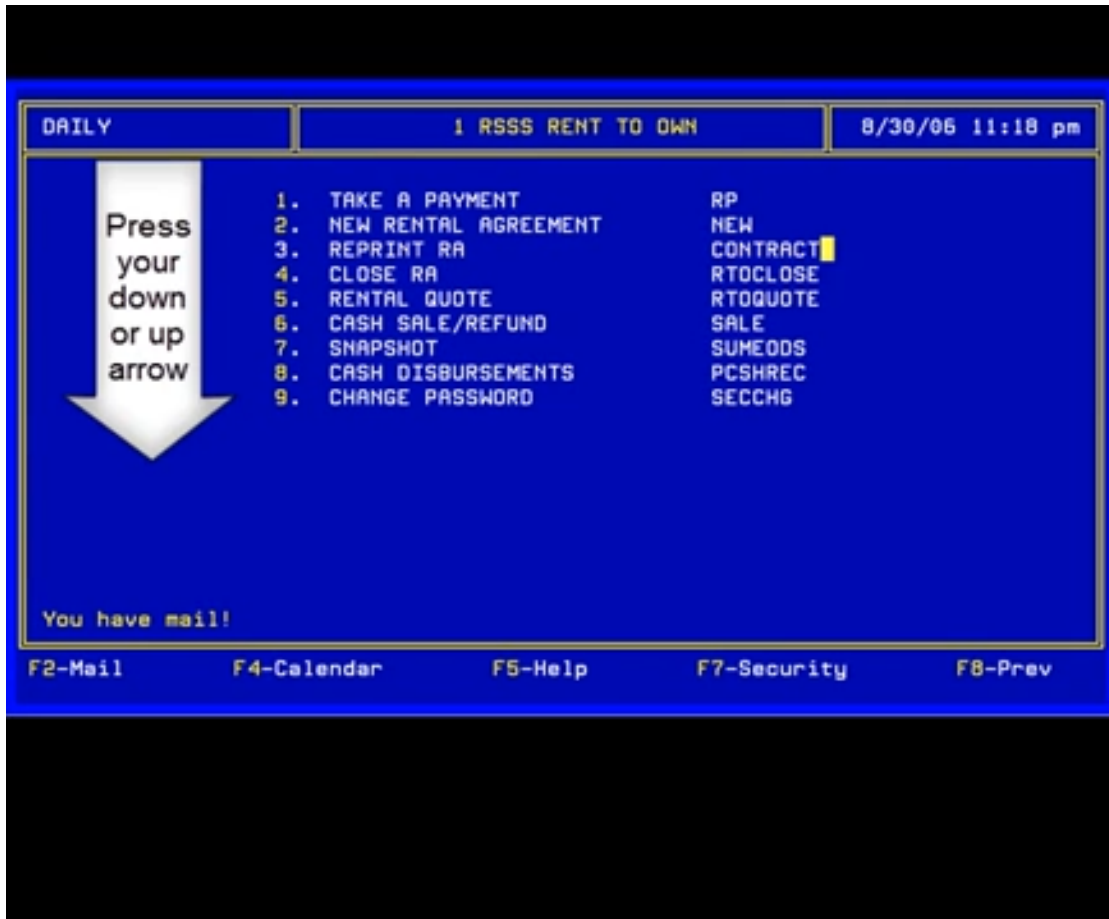 DAILY
1 RSSS RENT TO OWN
8/30/06 11:18 pm
Press
your
down
or up
arrow
1. TAKE A PAYMENT RP
2. NEW RENTAL AGREEMENT NEW
3. REPRINT RA CONTRACT
4. CLOSE RA RTOCLOSE
5. RENTAL QUOTE RTOQUOTE
6. CASH SALE/REFUND SALE
7. SNAPSHOT SUMEODS
8. CASH DISBURSEMENTS PCSHREC
9. CHANGE PASSWORD SECCHG
You have mail!
F2-Mail F4-Calendar F5-Help F7-Security F8-Prev